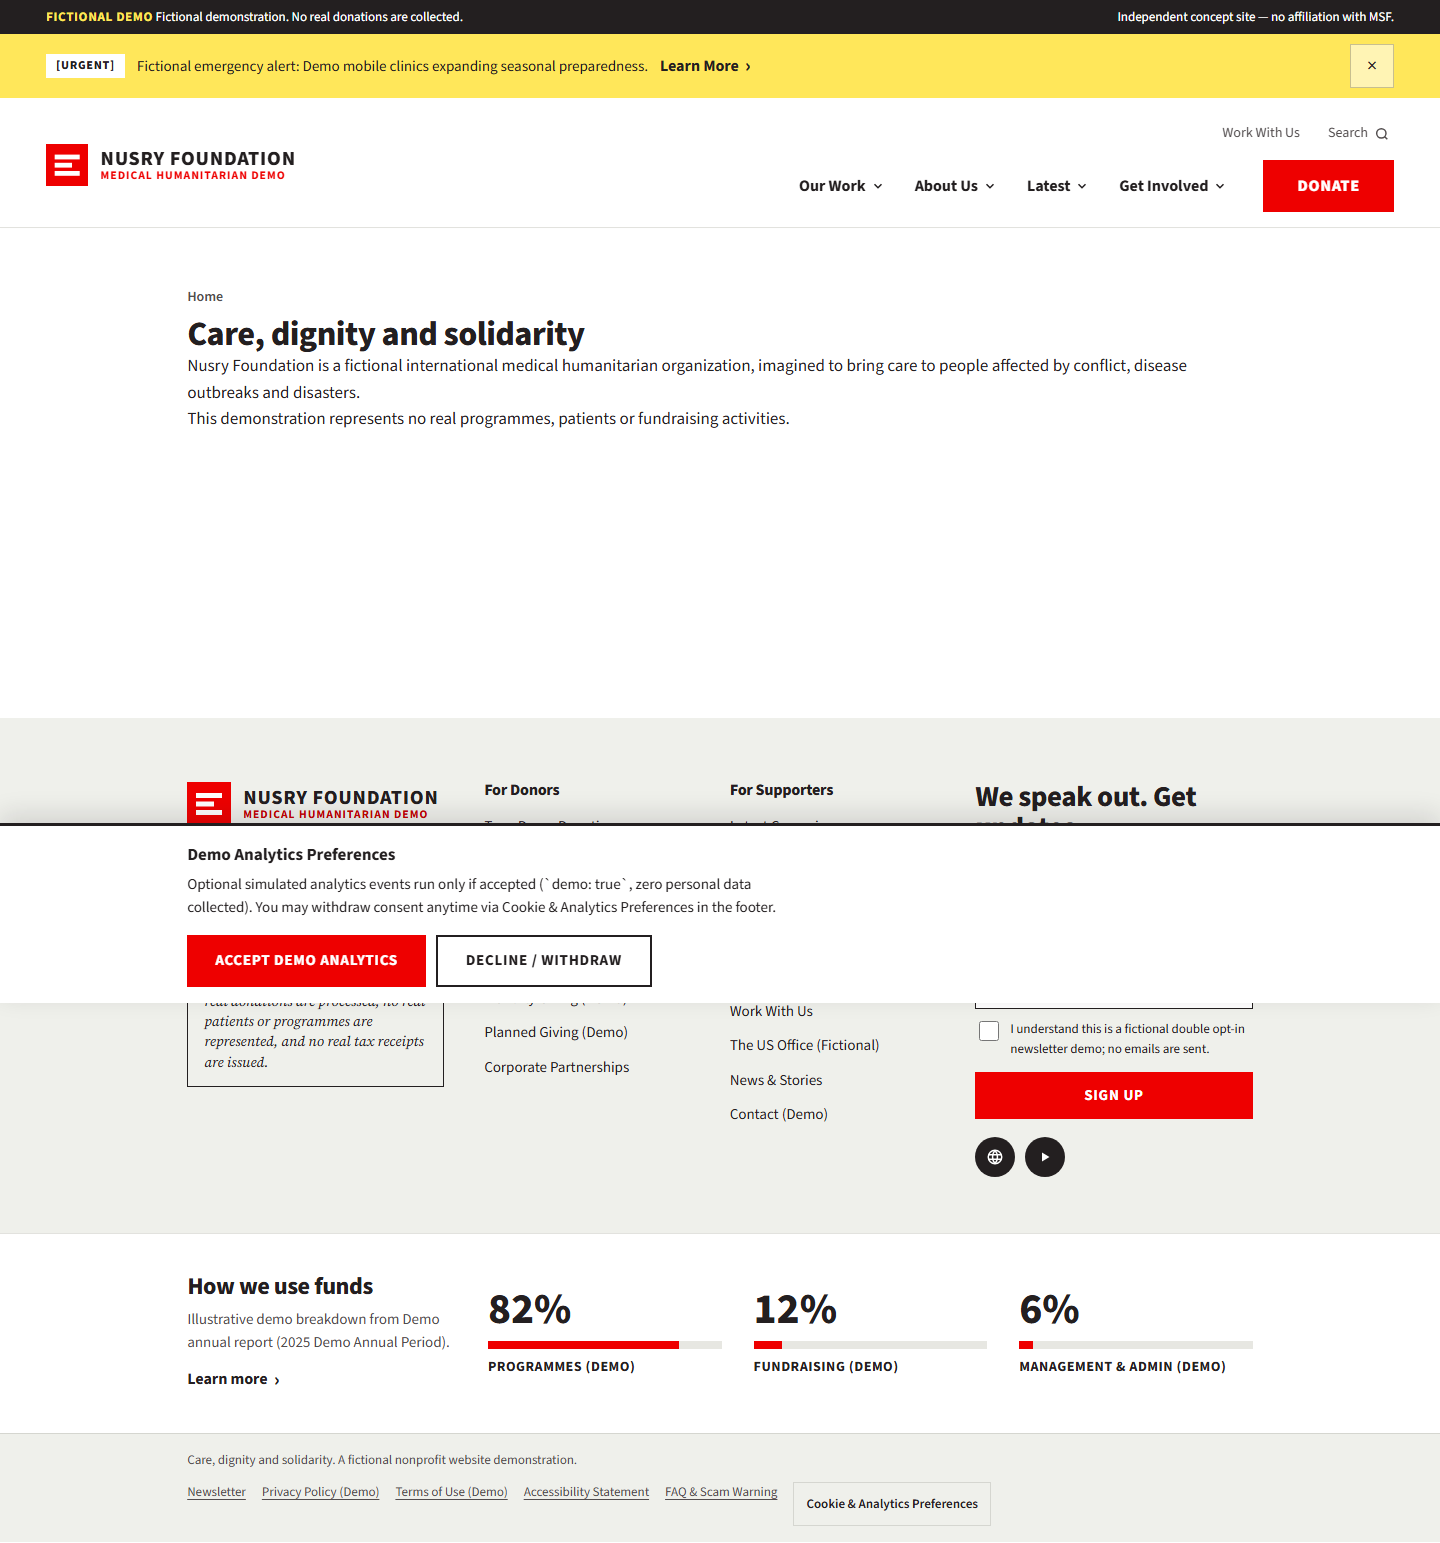 FICTIONAL DEMO Fictional demonstration. No real donations are collected.
Independent concept site — no affiliation with MSF.
[URGENT] Fictional emergency alert: Demo mobile clinics expanding seasonal preparedness. Learn More ›
×
Work With Us Search
NUSRY FOUNDATION
MEDICAL HUMANITARIAN DEMO
Our Work About Us Latest Get Involved DONATE
Home
Care, dignity and solidarity
Nusry Foundation is a fictional international medical humanitarian organization, imagined to bring care to people affected by conflict, disease
outbreaks and disasters.
This demonstration represents no real programmes, patients or fundraising activities.
NUSRY FOUNDATION
MEDICAL HUMANITARIAN DEMO
For Donors
For Supporters
We speak out. Get
Demo Analytics Preferences
Optional simulated analytics events run only if accepted (`demo: true`, zero personal data
collected). You may withdraw consent anytime via Cookie & Analytics Preferences in the footer.
ACCEPT DEMO ANALYTICS
DECLINE / WITHDRAW
real donations are processed, no real
patients or programmes are
represented, and no real tax receipts
are issued.
Planned Giving (Demo)
Corporate Partnerships
Work With Us
The US Office (Fictional)
News & Stories
Contact (Demo)
I understand this is a fictional double opt-in
newsletter demo; no emails are sent.
SIGN UP
How we use funds
Illustrative demo breakdown from Demo
annual report (2025 Demo Annual Period).
Learn more ›
82%
PROGRAMMES (DEMO)
12%
FUNDRAISING (DEMO)
6%
MANAGEMENT & ADMIN (DEMO)
Care, dignity and solidarity. A fictional nonprofit website demonstration.
Newsletter Privacy Policy (Demo) Terms of Use (Demo) Accessibility Statement FAQ & Scam Warning Cookie & Analytics Preferences